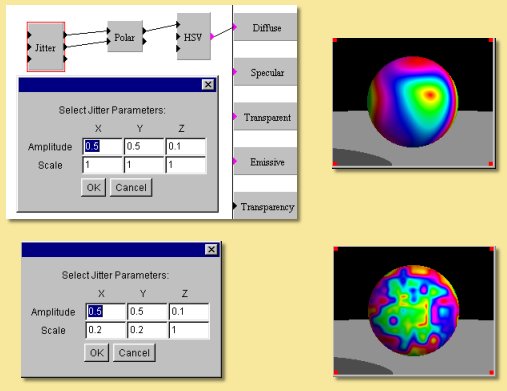 Jitter
Polar
HSV
Diffuse
Specular
Transparent
Emissive
Transparency
Select Jitter Parameters:
X Y Z
Amplitude 0.5 0.5 0.1
Scale 1 1 1
OK Cancel
Select Jitter Parameters:
X Y Z
Amplitude 0.5 0.5 0.1
Scale 0.2 0.2 1
OK Cancel